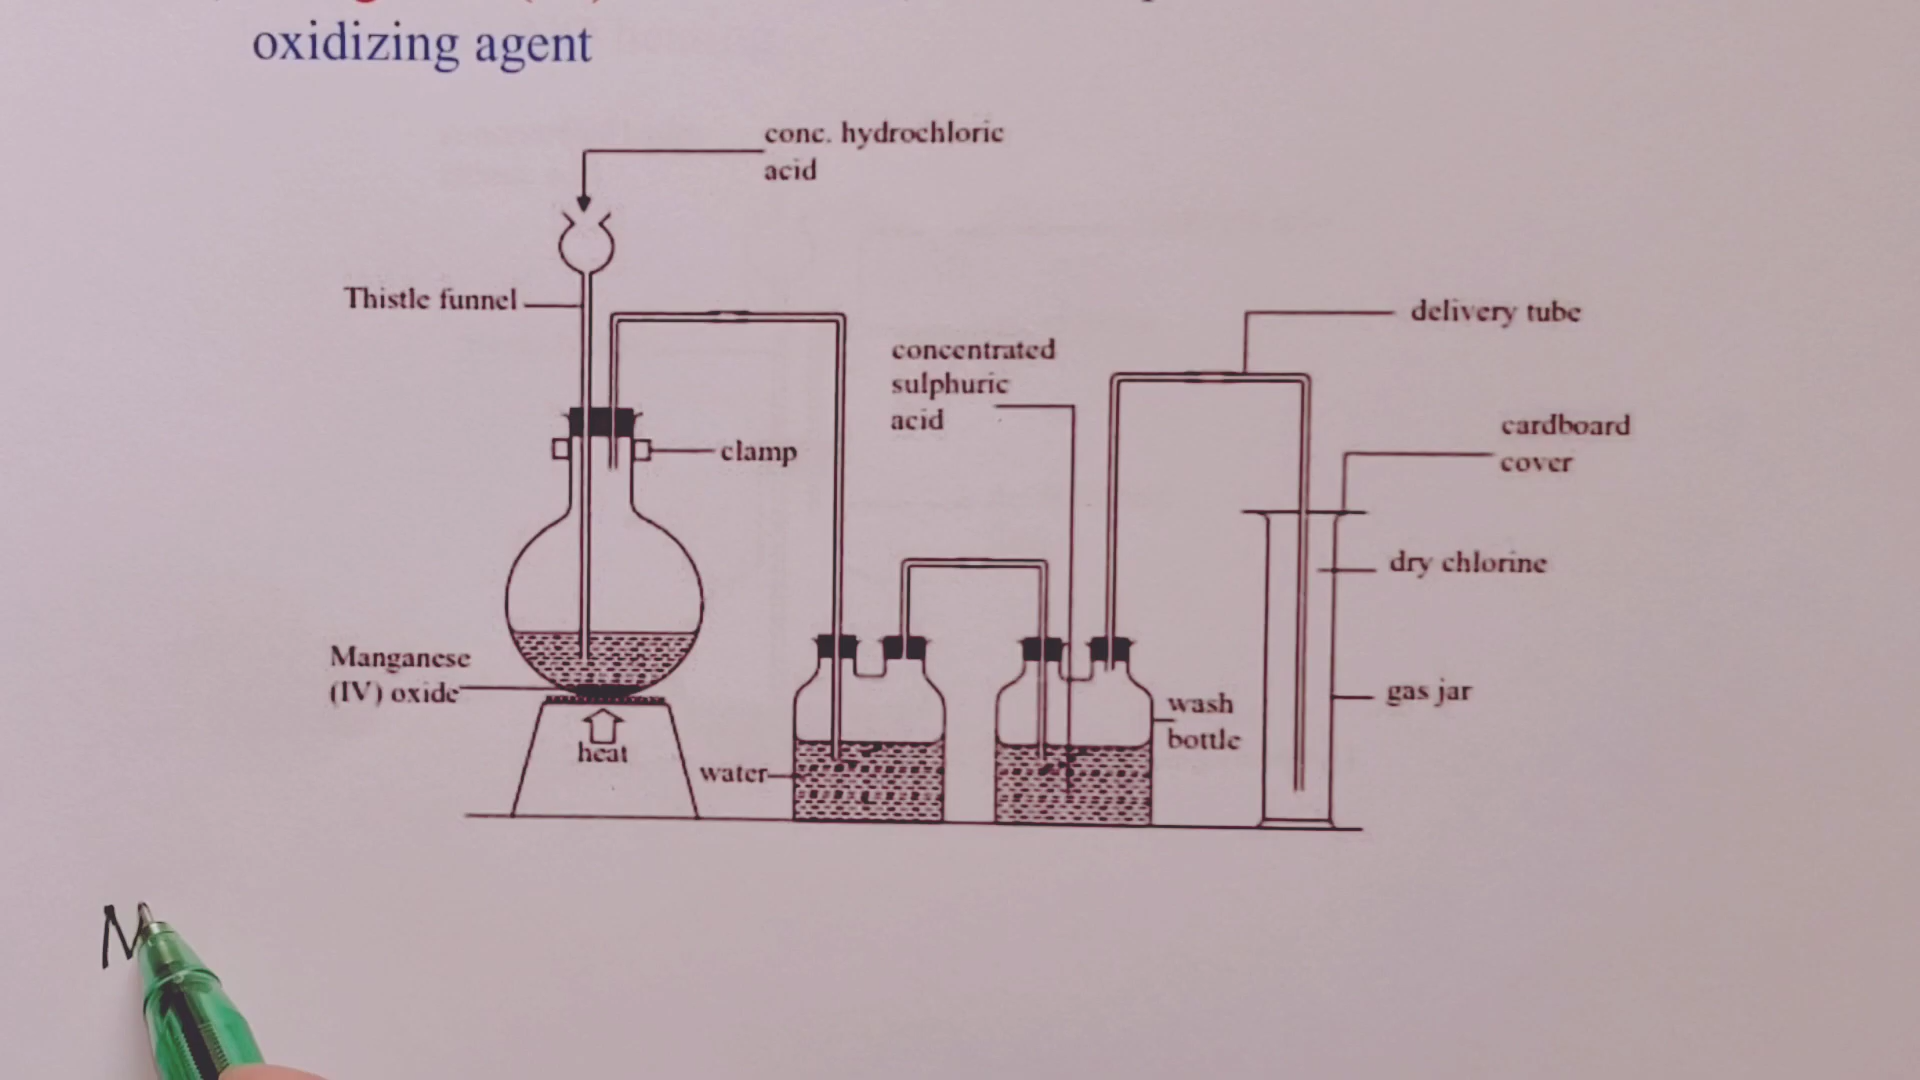 oxidizing agent
conc. hydrochloric
acid
Thistle funnel
delivery tube
concentrated
sulphuric
acid
cardboard
cover
clamp
dry chlorine
Manganese
(IV) oxide
gas jar
wash
bottle
heat
water